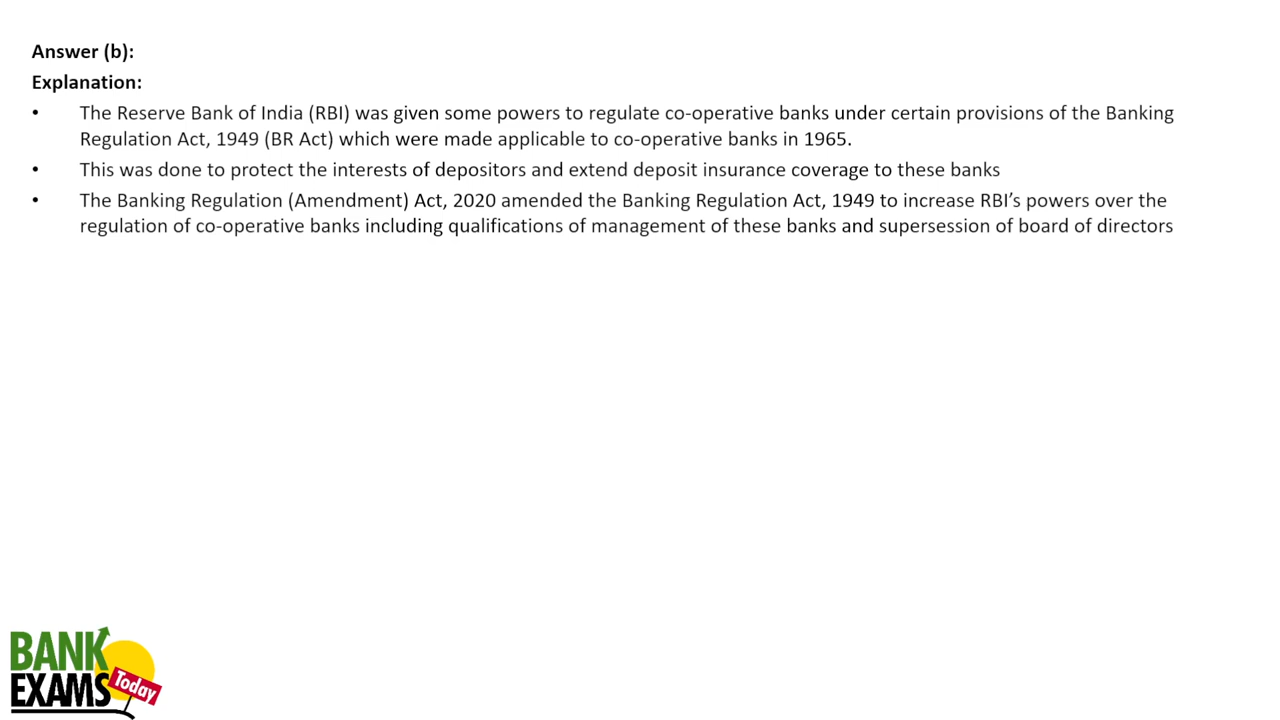 Answer (b):
Explanation:
• The Reserve Bank of India (RBI) was given some powers to regulate co-operative banks under certain provisions of the Banking
Regulation Act, 1949 (BR Act) which were made applicable to co-operative banks in 1965.
• This was done to protect the interests of depositors and extend deposit insurance coverage to these banks
• The Banking Regulation (Amendment) Act, 2020 amended the Banking Regulation Act, 1949 to increase RBI’s powers over the
regulation of co-operative banks including qualifications of management of these banks and supersession of board of directors
BANK
EXAMS
Today